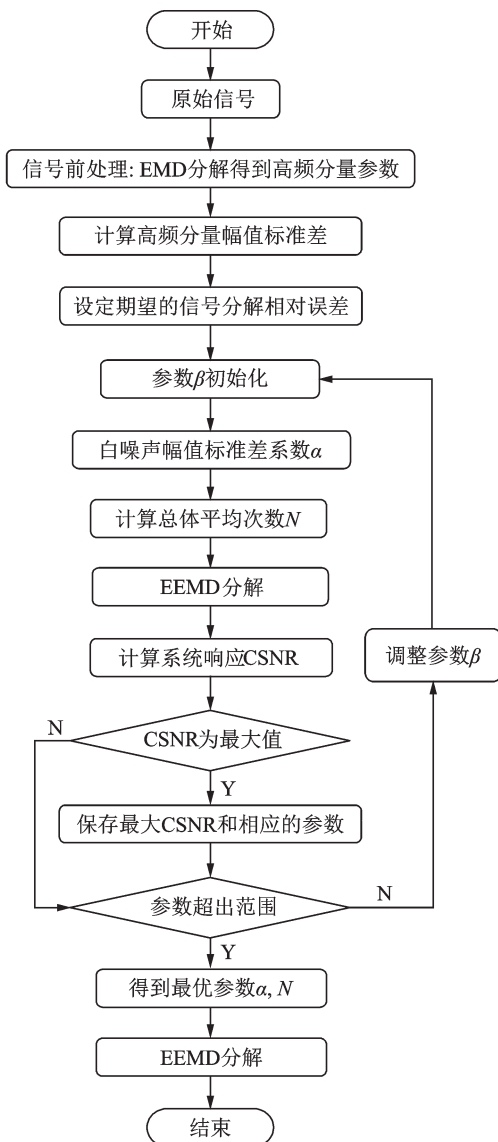 开始
原始信号
信号前处理: EMD分解得到高频分量参数
计算高频分量幅值标准差
设定期望的信号分解相对误差
参数β初始化
白噪声幅值标准差系数α
计算总体平均次数N
EEMD分解
计算系统响应CSNR
调整参数β
N
CSNR为最大值
Y
保存最大CSNR和相应的参数
参数超出范围
N
Y
得到最优参数α, N
EEMD分解
结束